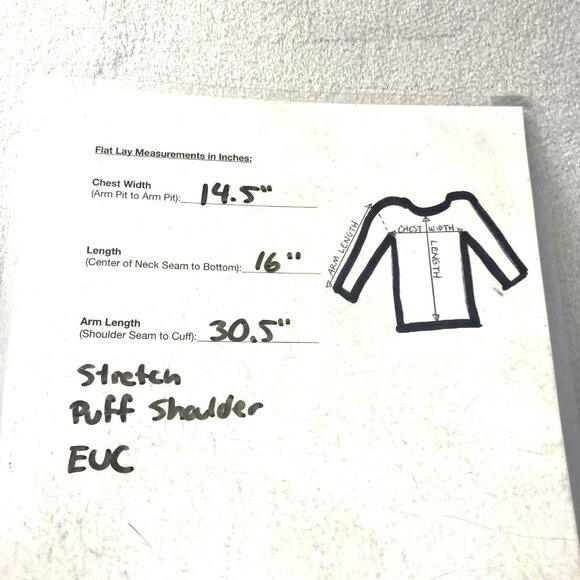 Flat Lay Measurements in Inches:
Chest Width
(Arm Pit to Arm Pit): 14.5"
Length
(Center of Neck Seam to Bottom): 16"
Arm Length
(Shoulder Seam to Cuff): 30.5"
Stretch
Puff Shoulder
EUC
ARM LENGTH
CHEST WIDTH
LENGTH